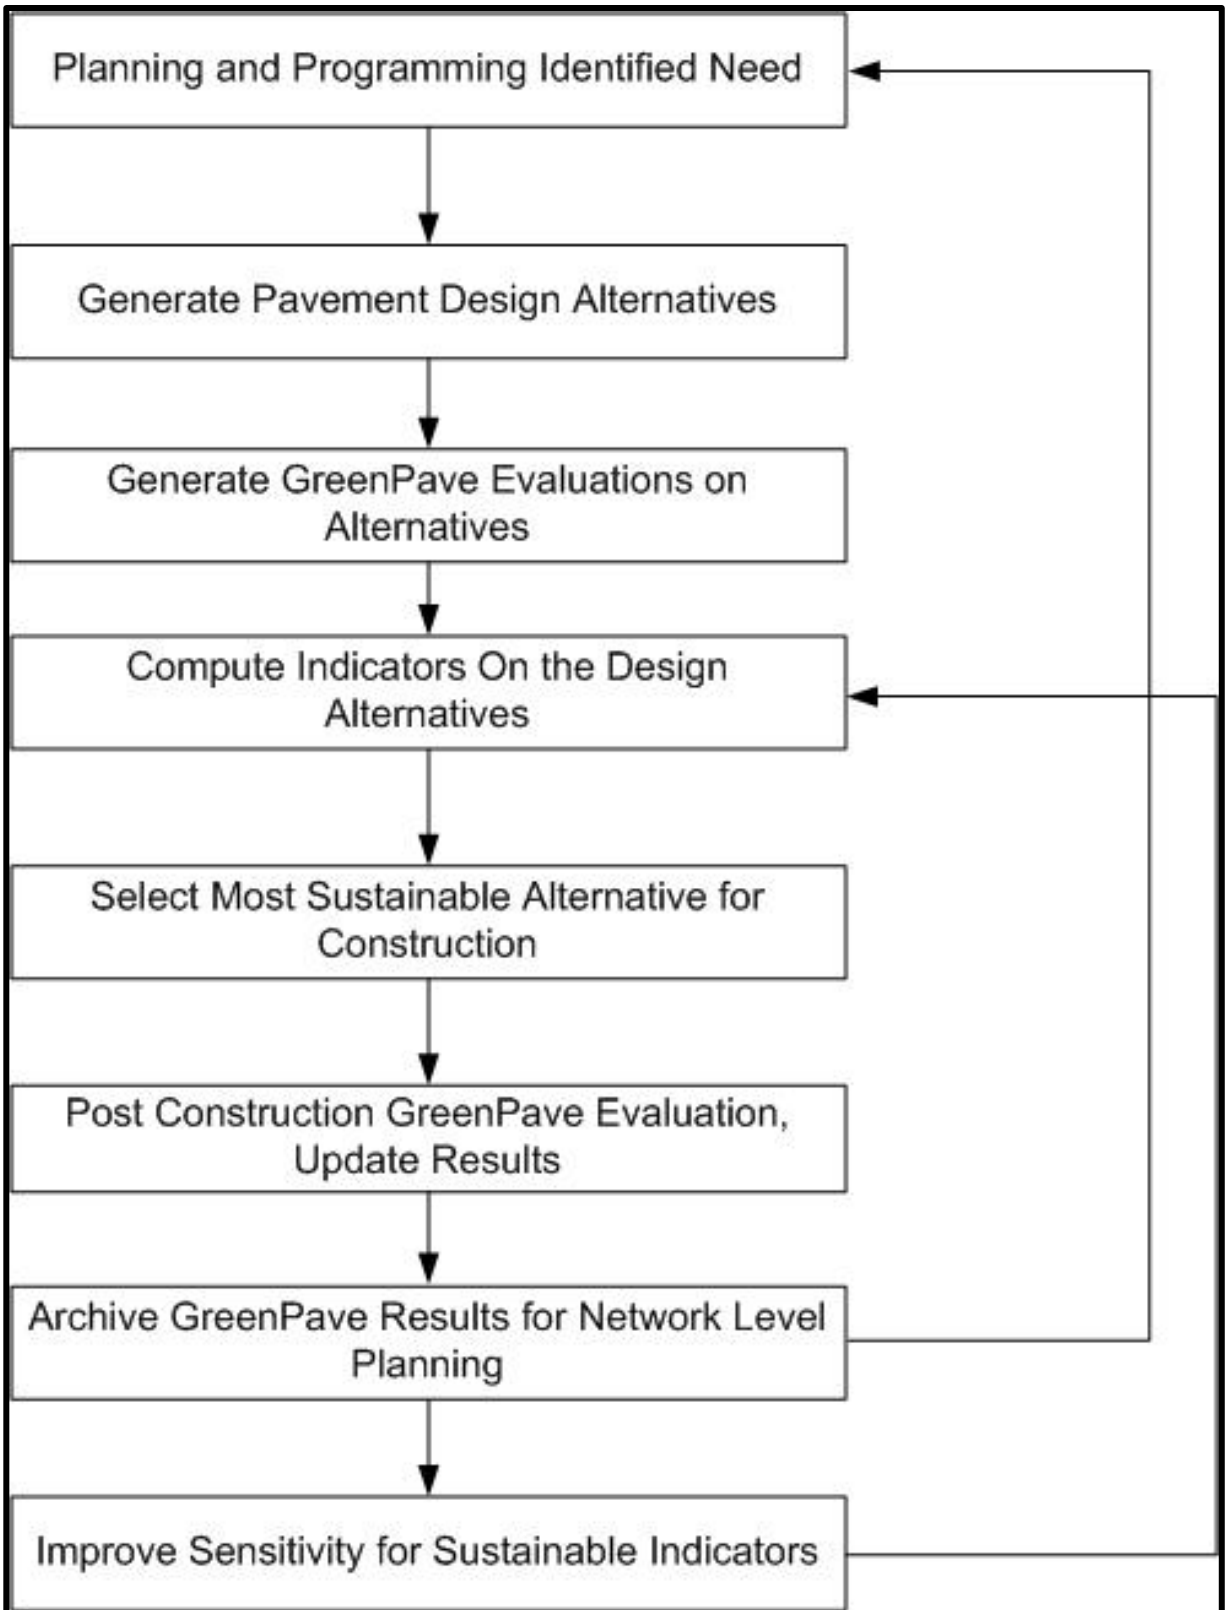 Planning and Programming Identified Need
Generate Pavement Design Alternatives
Generate GreenPave Evaluations on
Alternatives
Compute Indicators On the Design
Alternatives
Select Most Sustainable Alternative for
Construction
Post Construction GreenPave Evaluation,
Update Results
Archive GreenPave Results for Network Level
Planning
Improve Sensitivity for Sustainable Indicators